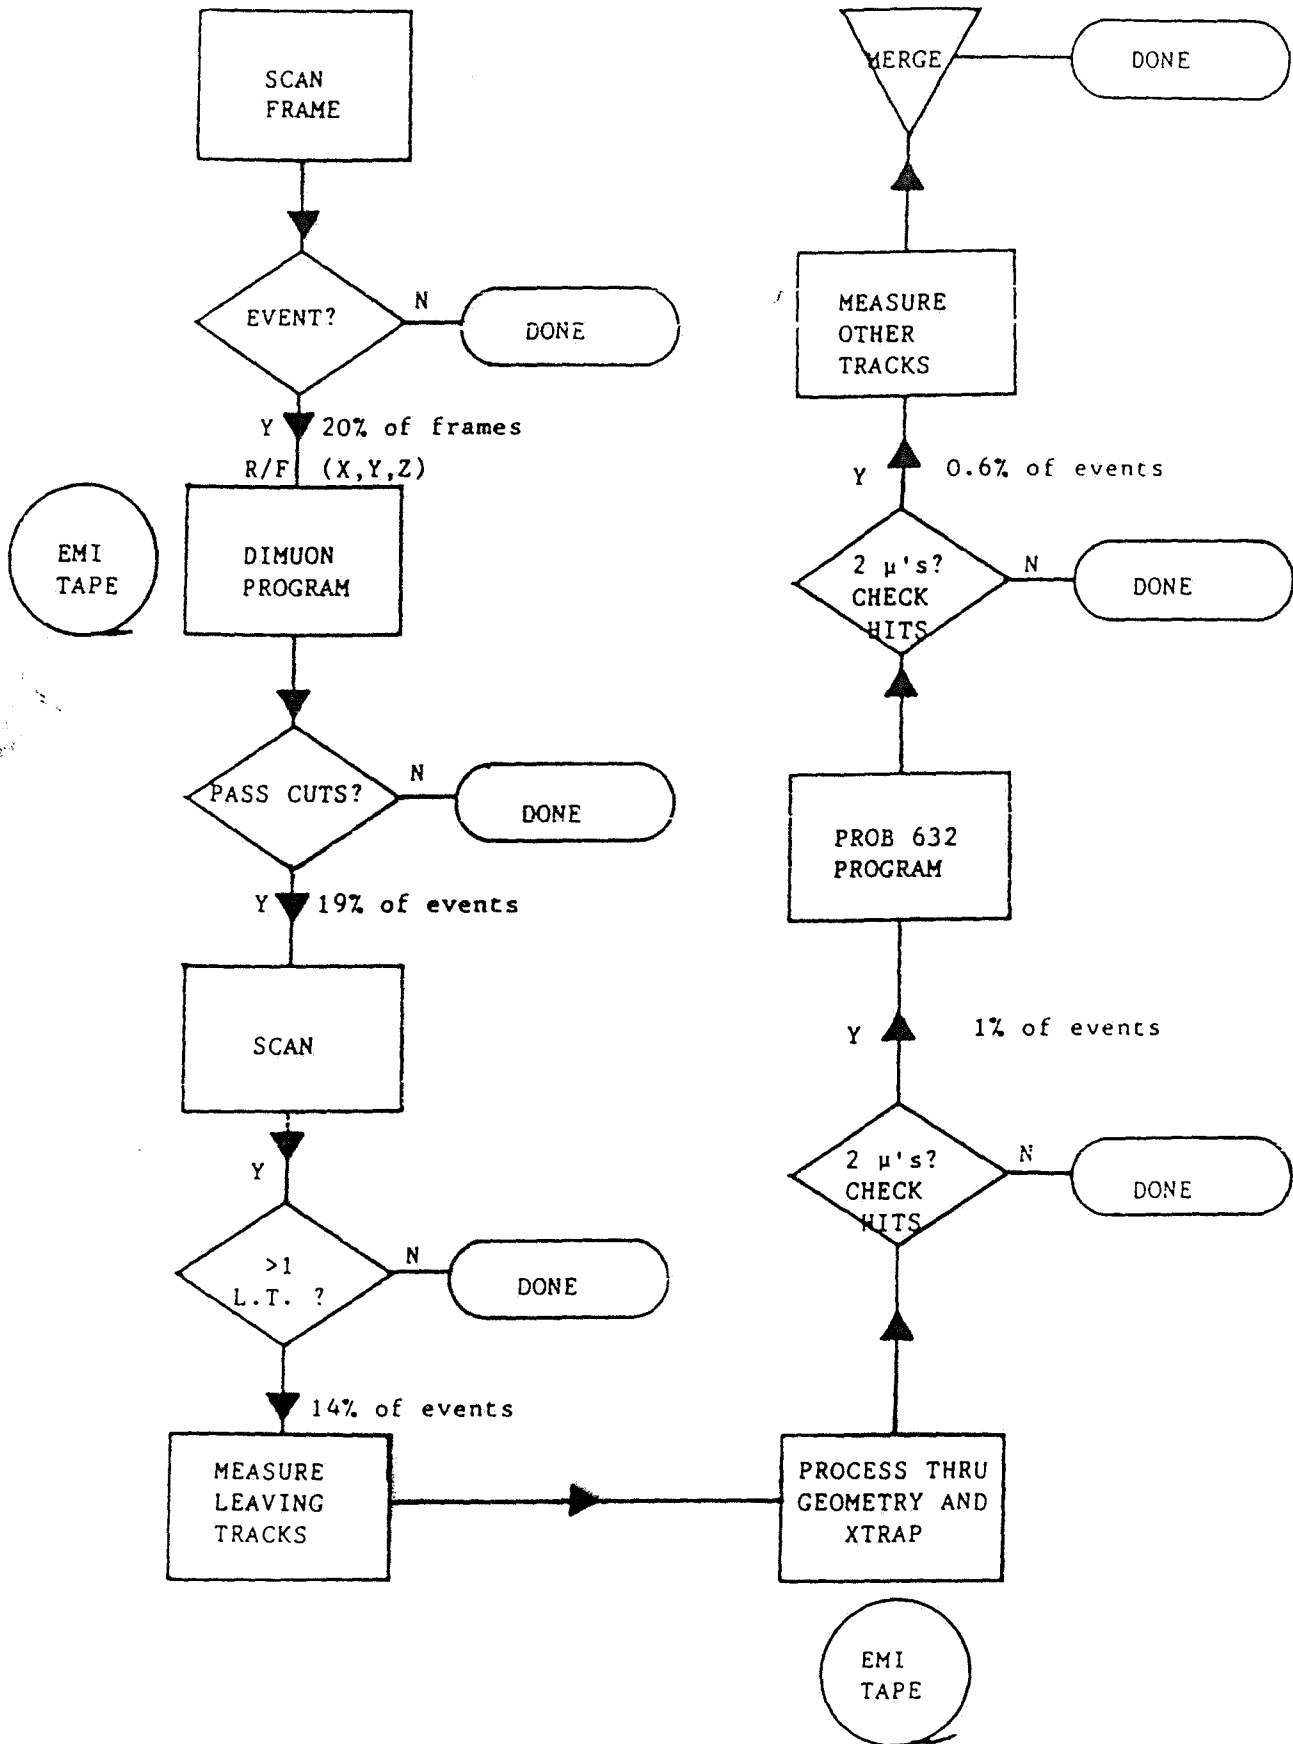 SCAN
FRAME
EVENT?
N
DONE
Y
20% of frames
R/F (X,Y,Z)
EMI
TAPE
DIMUON
PROGRAM
PASS CUTS?
N
DONE
Y
19% of events
SCAN
Y
>1
L.T. ?
N
DONE
14% of events
MEASURE
LEAVING
TRACKS
PROCESS THRU
GEOMETRY AND
XTRAP
EMI
TAPE
2 μ's?
CHECK
HITS
N
DONE
Y
1% of events
PROB 632
PROGRAM
2 μ's?
CHECK
HITS
N
DONE
Y
0.6% of events
MEASURE
OTHER
TRACKS
MERGE
DONE